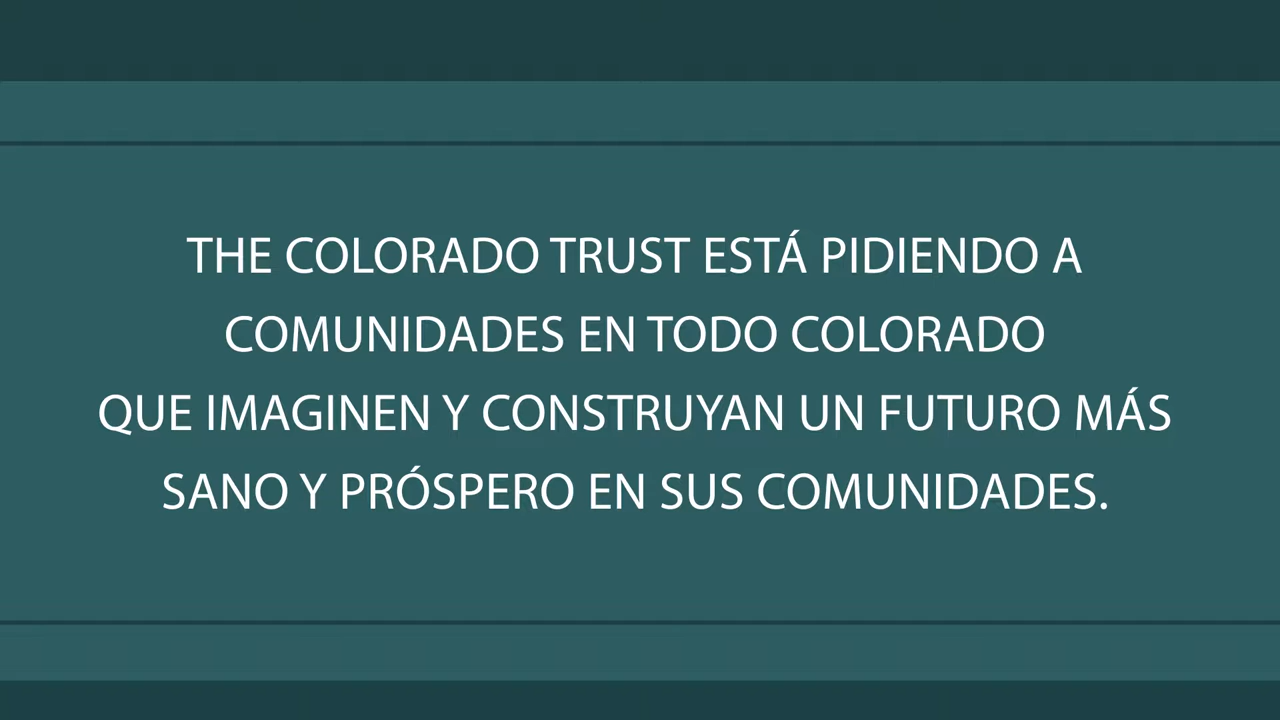 THE COLORADO TRUST ESTÁ PIDIENDO A
COMUNIDADES EN TODO COLORADO
QUE IMAGINEN Y CONSTRUYAN UN FUTURO MÁS
SANO Y PRÓSPERO EN SUS COMUNIDADES.